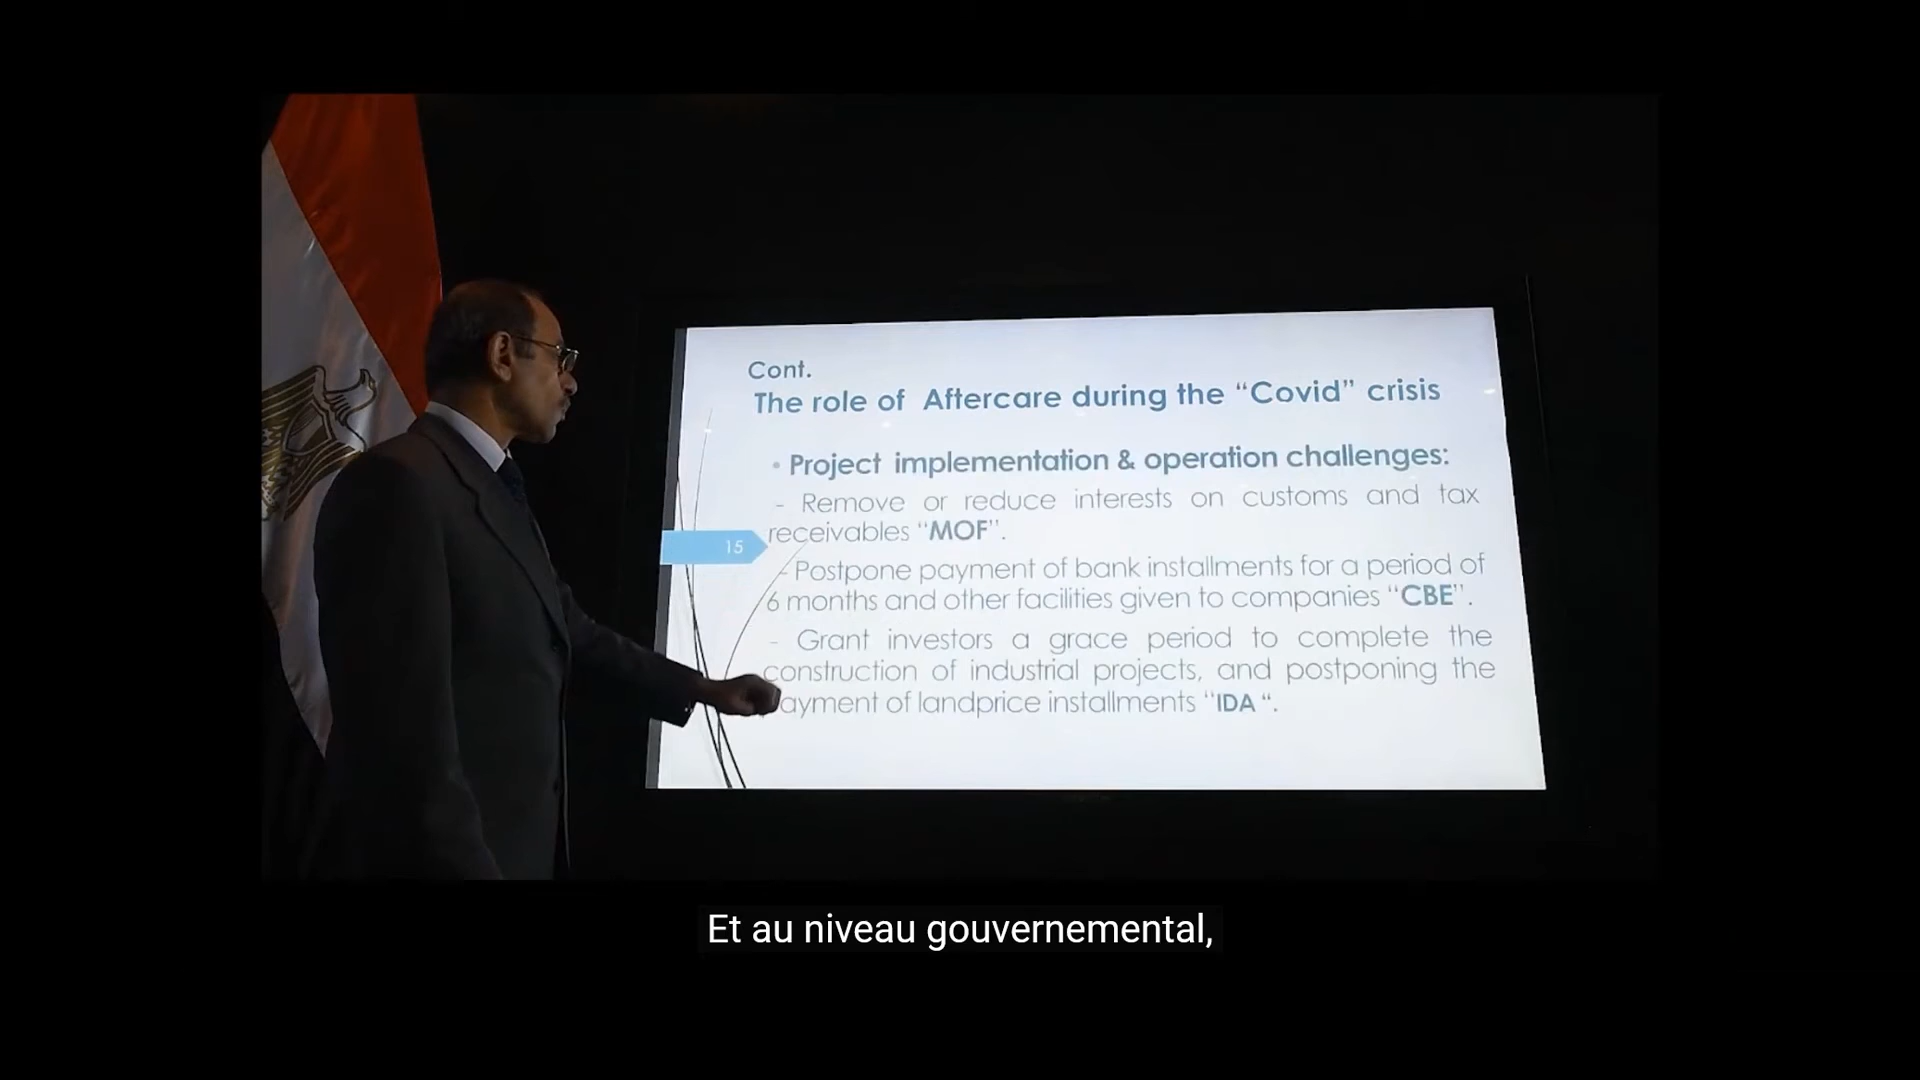 Cont.
The role of Aftercare during the “Covid” crisis
• Project implementation & operation challenges:
- Remove or reduce interests on customs and tax
receivables “MOF”.
15
- Postpone payment of bank installments for a period of
6 months and other facilities given to companies “CBE”.
- Grant investors a grace period to complete the
construction of industrial projects, and postponing the
payment of landprice installments “IDA “.
Et au niveau gouvernemental,